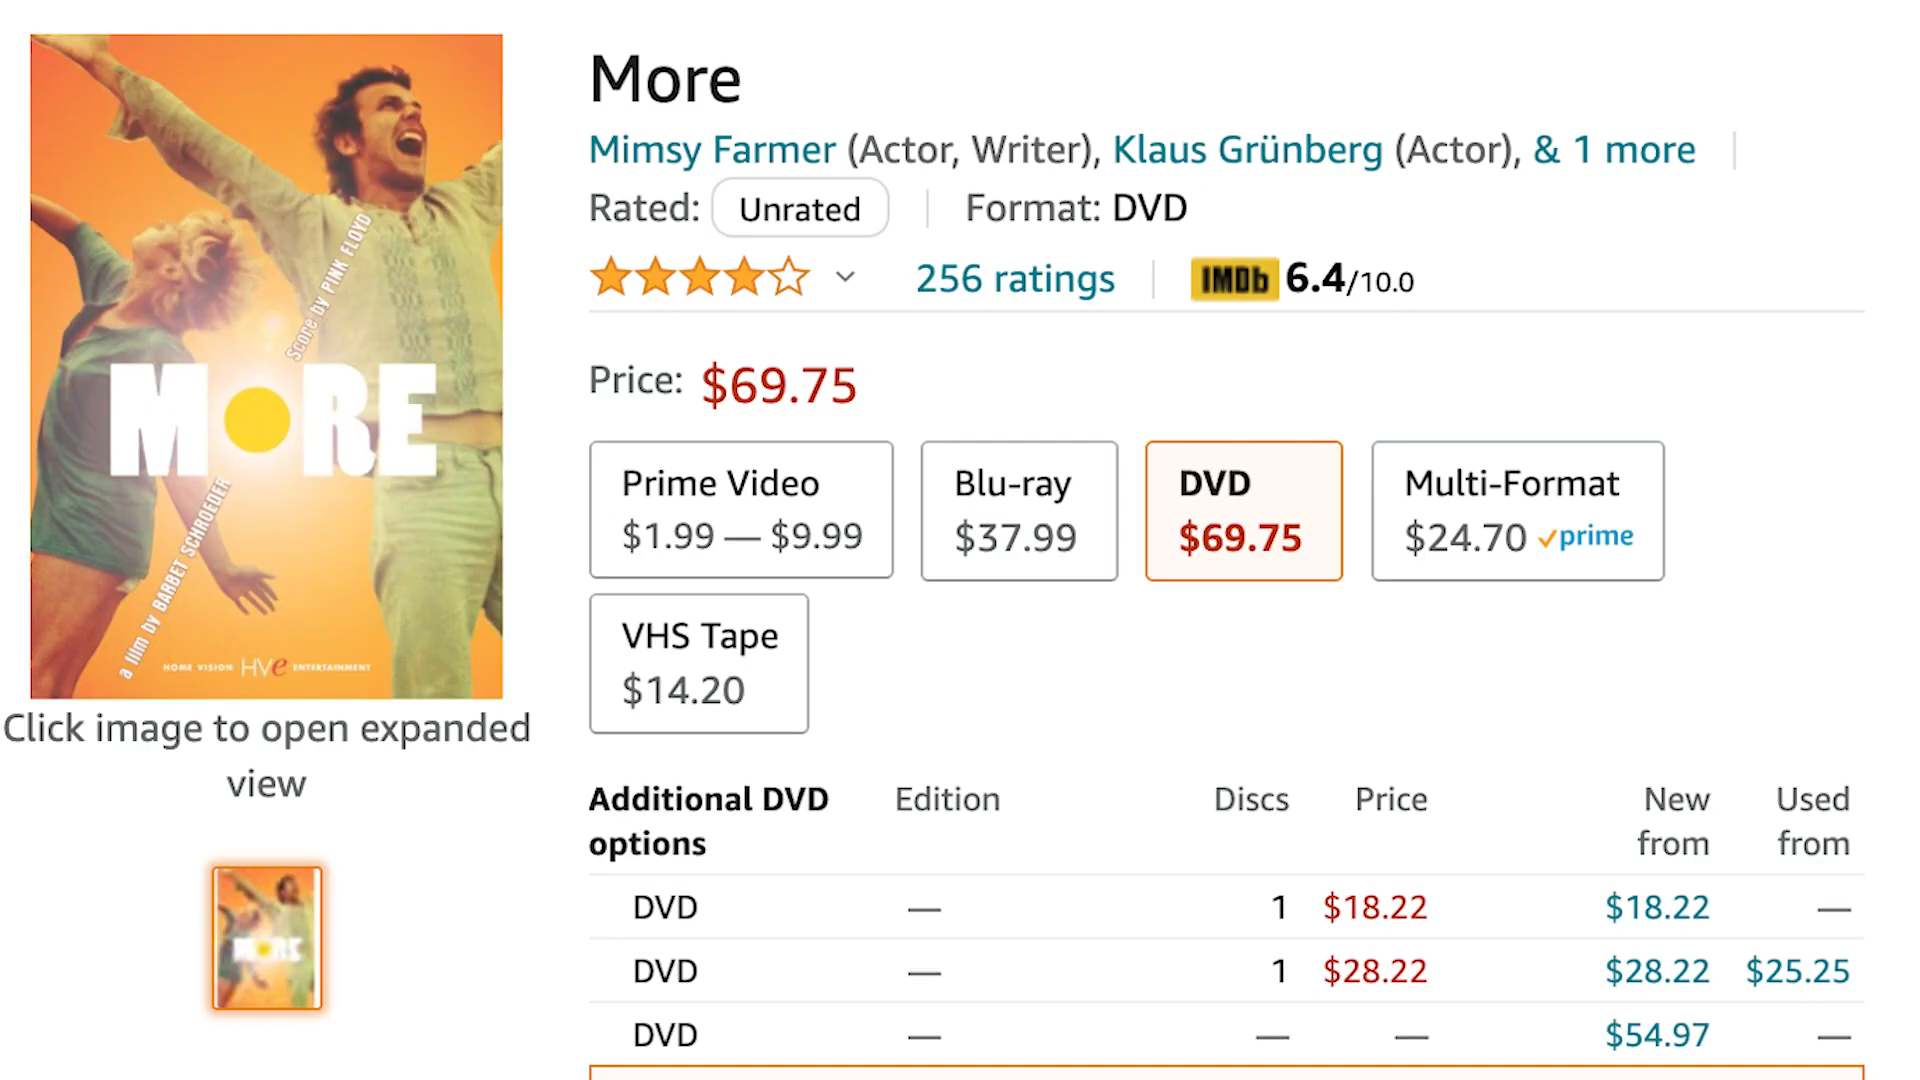 More
Mimsy Farmer (Actor, Writer), Klaus Grünberg (Actor), & 1 more
Rated: Unrated Format: DVD
256 ratings IMDb 6.4/10.0
Score by PINK FLOYD
MORE
a film by BARBET SCHROEDER
HOME VISION HVe ENTERTAINMENT
Click image to open expanded
view
MORE
Price: $69.75
Prime Video Blu-ray DVD Multi-Format
$1.99 — $9.99 $37.99 $69.75 $24.70 prime
VHS Tape
$14.20
Additional DVD Edition Discs Price New Used
options from from
DVD — 1 $18.22 $18.22 —
DVD — 1 $28.22 $28.22 $25.25
DVD — — — $54.97 —